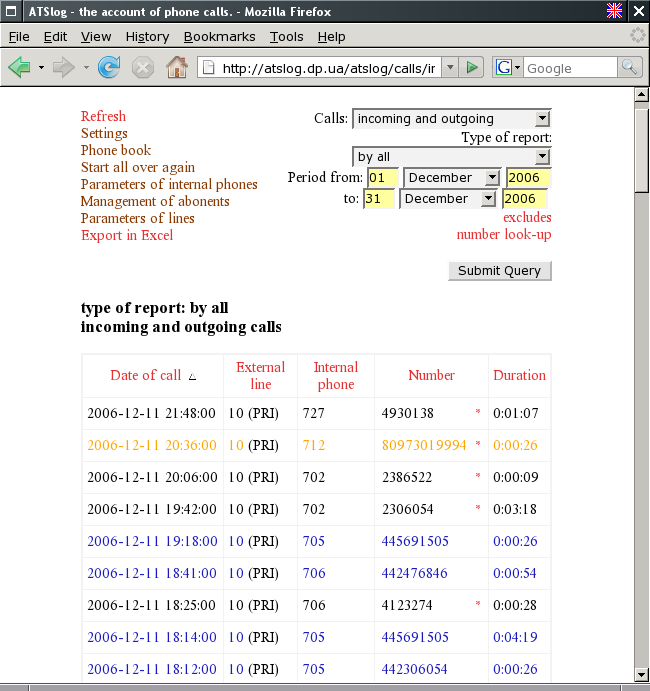 ATSlog - the account of phone calls. - Mozilla Firefox
File Edit View History Bookmarks Tools Help
http://atslog.dp.ua/atslog/calls/ir
G Google
Refresh
Settings
Phone book
Start all over again
Parameters of internal phones
Management of abonents
Parameters of lines
Export in Excel
Calls: incoming and outgoing
Type of report:
by all
Period from: 01 December 2006
to: 31 December 2006
excludes
number look-up
Submit Query
type of report: by all
incoming and outgoing calls
Date of call External line Internal phone Number Duration
2006-12-11 21:48:00 10 (PRI) 727 4930138 * 0:01:07
2006-12-11 20:36:00 10 (PRI) 712 80973019994 * 0:00:26
2006-12-11 20:06:00 10 (PRI) 702 2386522 * 0:00:09
2006-12-11 19:42:00 10 (PRI) 702 2306054 * 0:03:18
2006-12-11 19:18:00 10 (PRI) 705 445691505 0:00:26
2006-12-11 18:41:00 10 (PRI) 706 442476846 0:00:54
2006-12-11 18:25:00 10 (PRI) 706 4123274 * 0:00:28
2006-12-11 18:14:00 10 (PRI) 705 445691505 0:04:19
2006-12-11 18:12:00 10 (PRI) 705 442306054 0:00:26